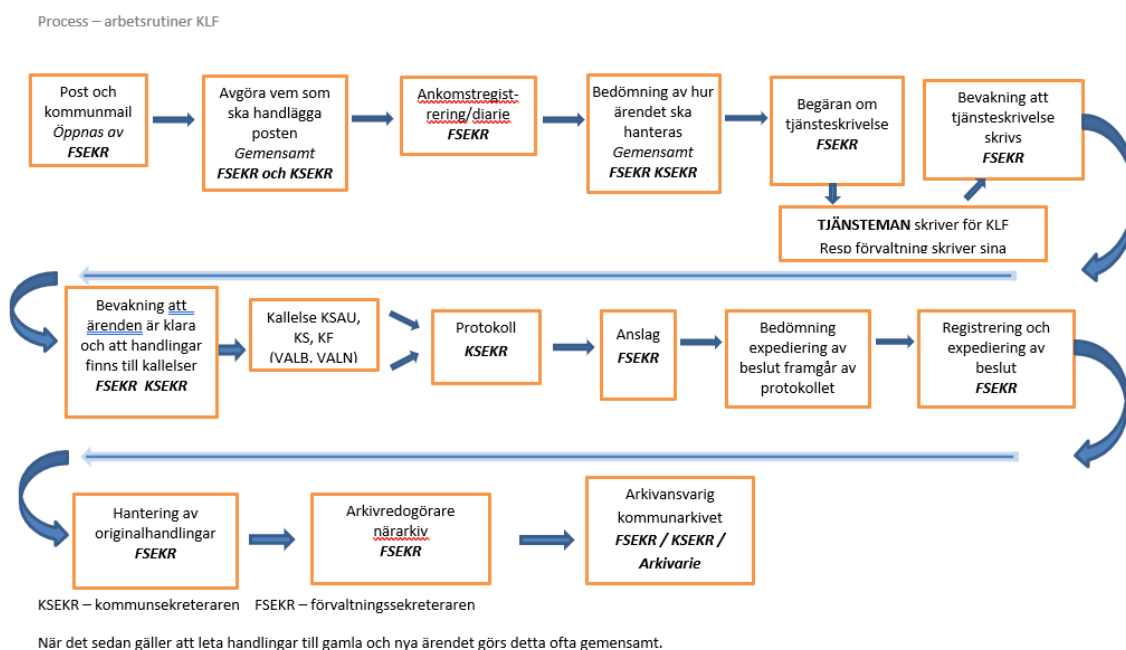 Process – arbetsrutiner KLF
Post och
kommunmail
Öppnas av
FSEKR
Avgöra vem som
ska handlägga
posten
Gemensamt
FSEKR och KSEKR
Ankomstregist-
rering/diarie
FSEKR
Bedömning av hur
ärendet ska
hanteras
Gemensamt
FSEKR KSEKR
Begäran om
tjänsteskrivelse
FSEKR
Bevakning att
tjänsteskrivelse
skrivs
FSEKR
TJÄNSTEMAN skriver för KLF
Resp förvaltning skriver sina
Bevakning att
ärenden är klara
och att handlingar
finns till kallelser
FSEKR KSEKR
Kallelse KSAU,
KS, KF
(VALB, VALN)
Protokoll
KSEKR
Anslag
FSEKR
Bedömning
expediering av
beslut framgår av
protokollet
Registrering och
expediering av
beslut
FSEKR
Hantering av
originalhandlingar
FSEKR
Arkivredogörare
närarkiv
FSEKR
Arkivansvarig
kommunarkivet
FSEKR / KSEKR /
Arkivarie
KSEKR – kommunsekreteraren FSEKR – förvaltningssekreteraren
När det sedan gäller att leta handlingar till gamla och nya ärendet görs detta ofta gemensamt.